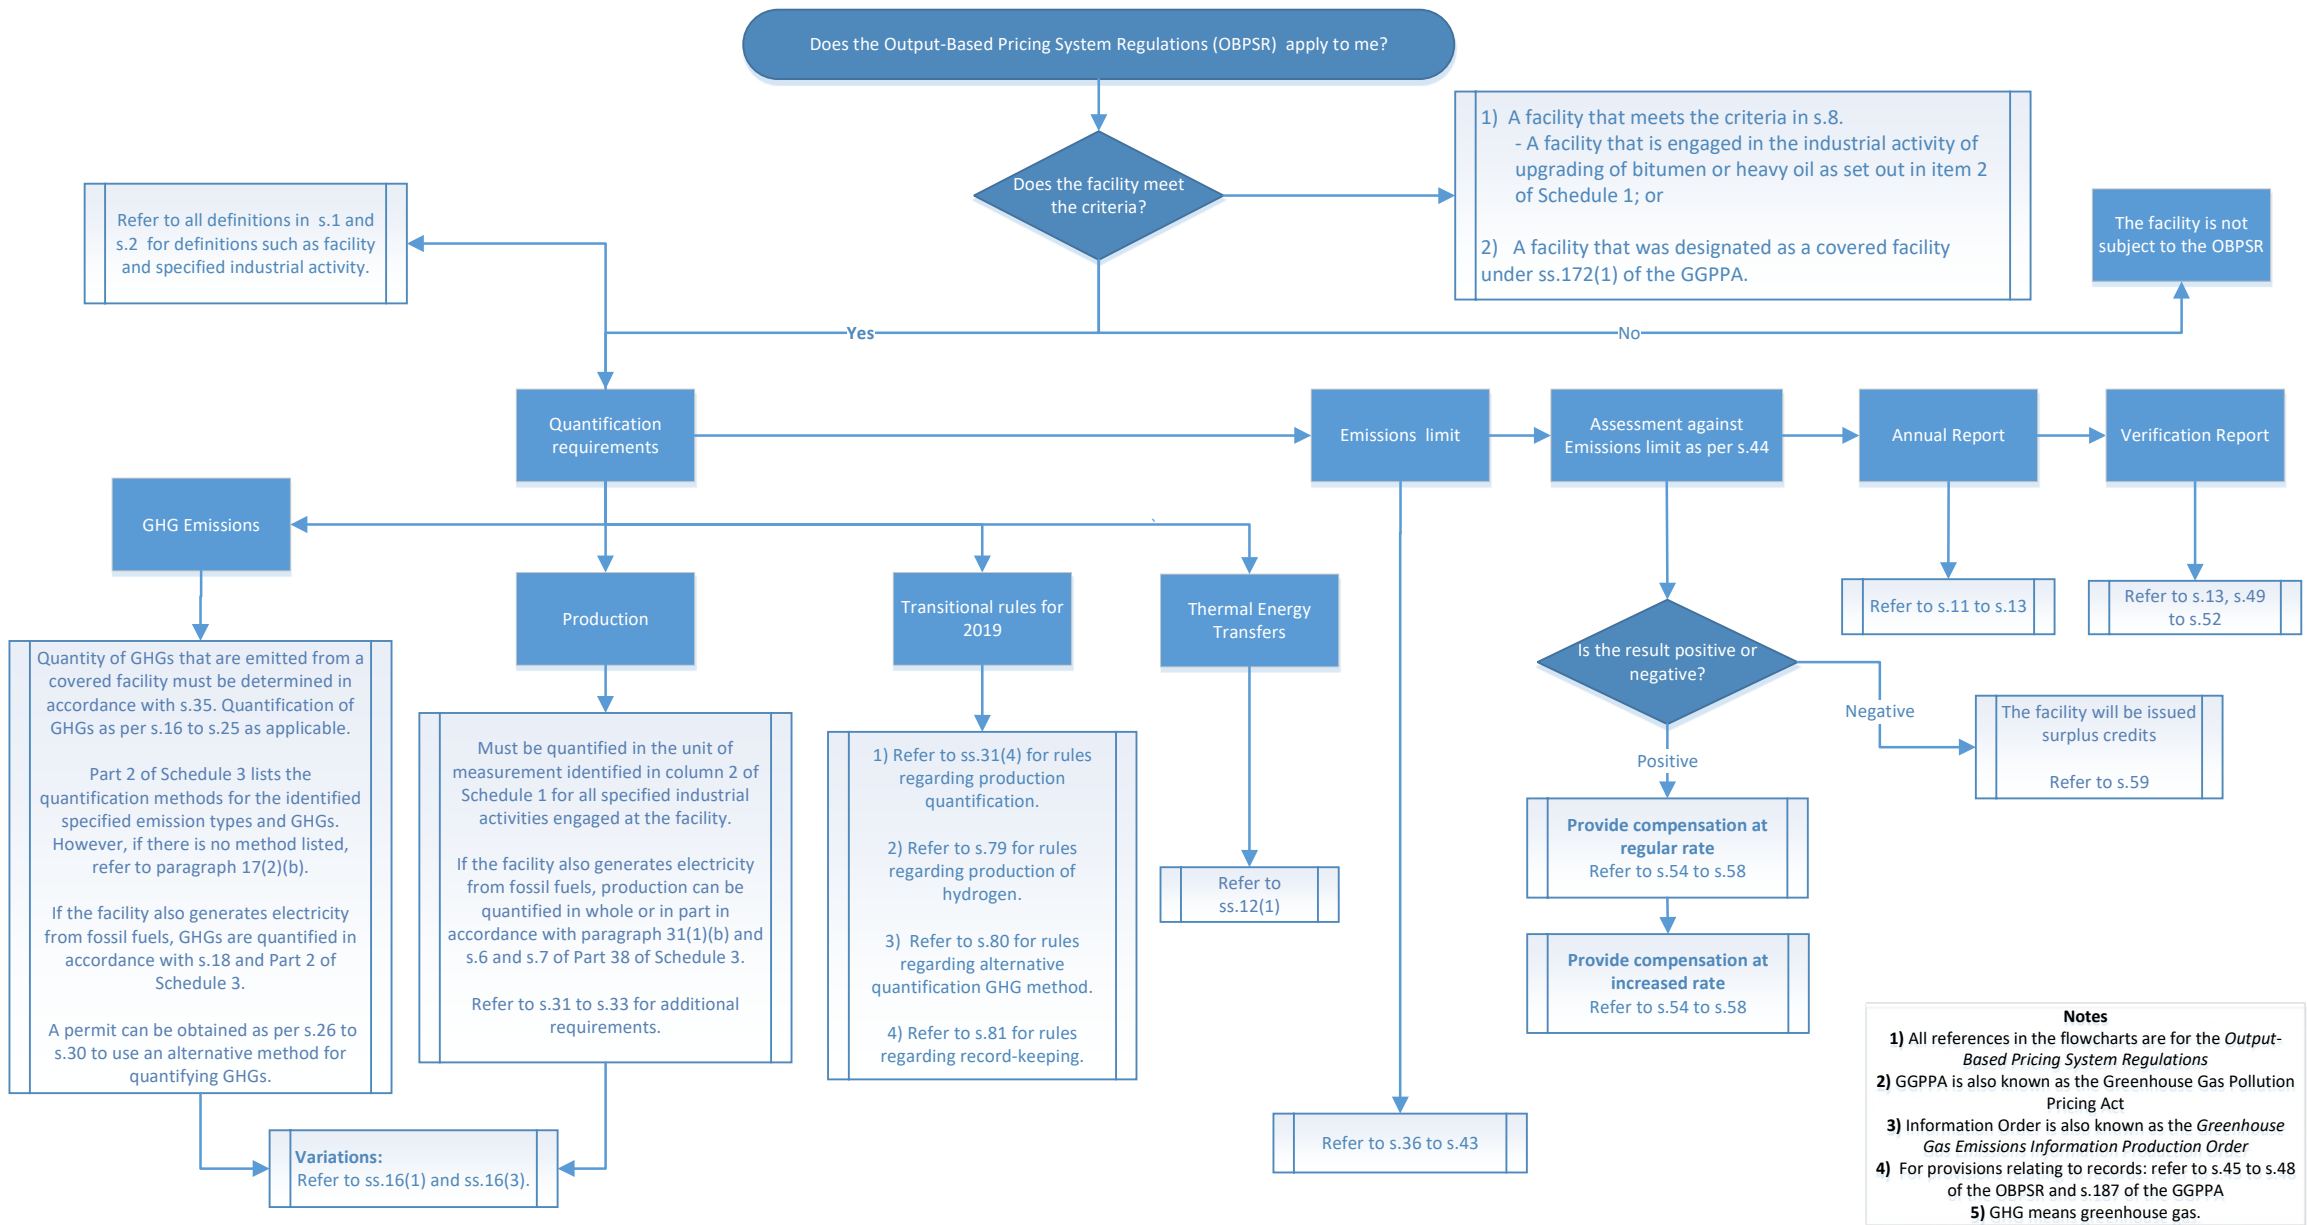 Does the Output-Based Pricing System Regulations (OBPSR) apply to me?
Does the facility meet
the criteria?
1) A facility that meets the criteria in s.8.
- A facility that is engaged in the industrial activity of
upgrading of bitumen or heavy oil as set out in item 2
of Schedule 1; or
2) A facility that was designated as a covered facility
under ss.172(1) of the GGPPA.
Refer to all definitions in s.1 and
s.2 for definitions such as facility
and specified industrial activity.
The facility is not
subject to the OBPSR
Yes
No
Quantification
requirements
Emissions limit
Assessment against
Emissions limit as per s.44
Annual Report
Verification Report
GHG Emissions
Production
Transitional rules for
2019
Thermal Energy
Transfers
Refer to s.11 to s.13
Refer to s.13, s.49
to s.52
Quantity of GHGs that are emitted from a
covered facility must be determined in
accordance with s.35. Quantification of
GHGs as per s.16 to s.25 as applicable.
Part 2 of Schedule 3 lists the
quantification methods for the identified
specified emission types and GHGs.
However, if there is no method listed,
refer to paragraph 17(2)(b).
If the facility also generates electricity
from fossil fuels, GHGs are quantified in
accordance with s.18 and Part 2 of
Schedule 3.
A permit can be obtained as per s.26 to
s.30 to use an alternative method for
quantifying GHGs.
Must be quantified in the unit of
measurement identified in column 2 of
Schedule 1 for all specified industrial
activities engaged at the facility.
If the facility also generates electricity
from fossil fuels, production can be
quantified in whole or in part in
accordance with paragraph 31(1)(b) and
s.6 and s.7 of Part 38 of Schedule 3.
Refer to s.31 to s.33 for additional
requirements.
1) Refer to ss.31(4) for rules
regarding production
quantification.
2) Refer to s.79 for rules
regarding production of
hydrogen.
3) Refer to s.80 for rules
regarding alternative
quantification GHG method.
4) Refer to s.81 for rules
regarding record-keeping.
Refer to
ss.12(1)
Is the result positive or
negative?
Negative
The facility will be issued
surplus credits
Refer to s.59
Positive
Provide compensation at
regular rate
Refer to s.54 to s.58
Provide compensation at
increased rate
Refer to s.54 to s.58
Variations:
Refer to ss.16(1) and ss.16(3).
Refer to s.36 to s.43
Notes
1) All references in the flowcharts are for the Output-
Based Pricing System Regulations
2) GGPPA is also known as the Greenhouse Gas Pollution
Pricing Act
3) Information Order is also known as the Greenhouse
Gas Emissions Information Production Order
4) For provisions relating to records: refer to s.45 to s.48
of the OBPSR and s.187 of the GGPPA
5) GHG means greenhouse gas.